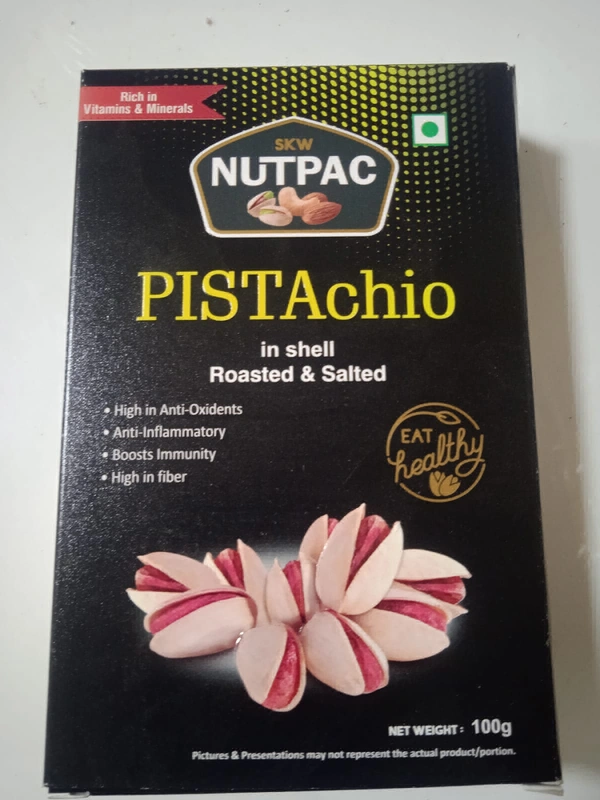 Rich in
Vitamins & Minerals
SKW
NUTPAC
PISTAchio
in shell
Roasted & Salted
• High in Anti-Oxidents
• Anti-Inflammatory
• Boosts Immunity
• High in fiber
EAT
healthy
NET WEIGHT: 100g
Pictures & Presentations may not represent the actual product/portion.